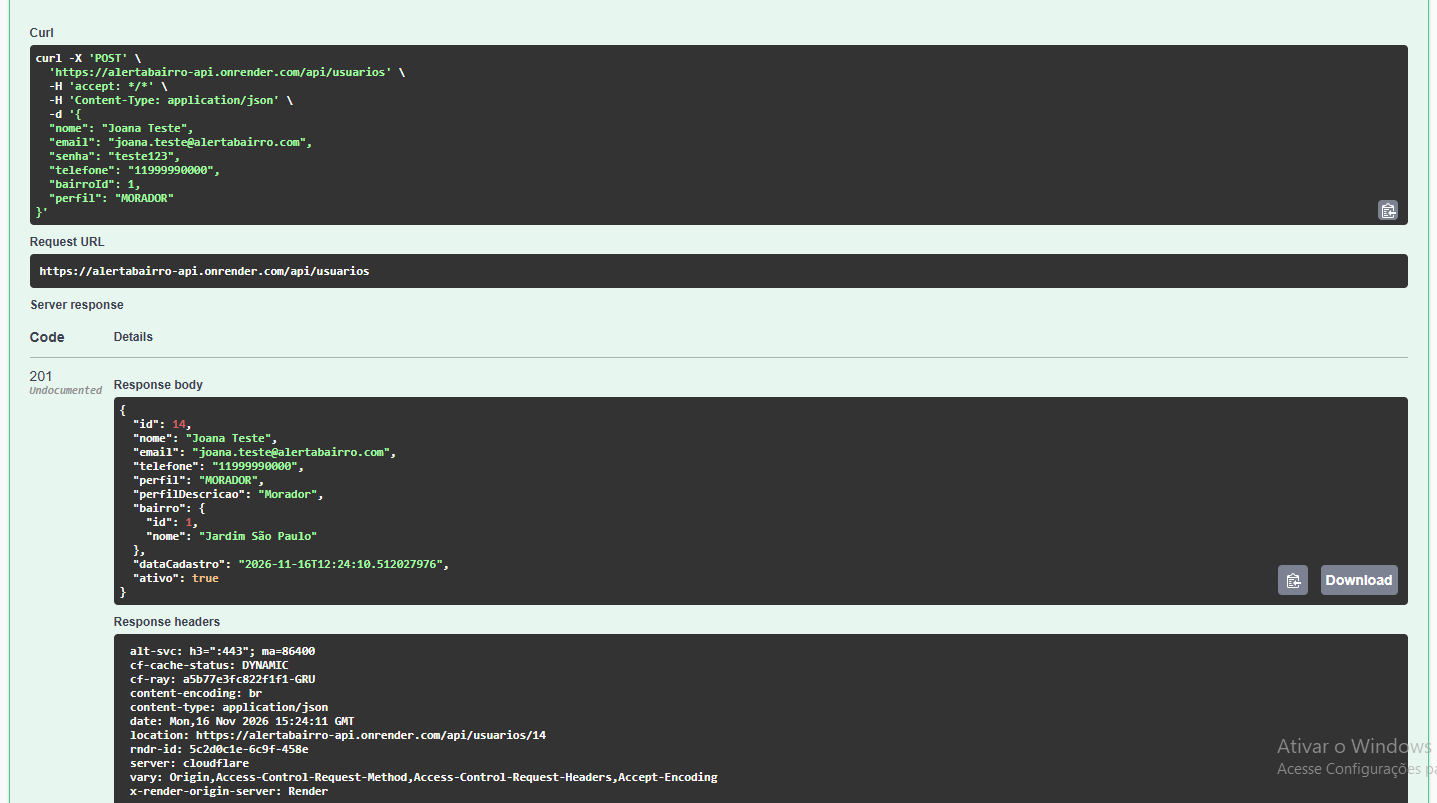 Curl
curl -X 'POST' \
'https://alertabairro-api.onrender.com/api/usuarios' \
-H 'accept: */*' \
-H 'Content-Type: application/json' \
-d '{
"nome": "Joana Teste",
"email": "joana.teste@alertabairro.com",
"senha": "teste123",
"telefone": "11999990000",
"bairroId": 1,
"perfil": "MORADOR"
}'
Request URL
https://alertabairro-api.onrender.com/api/usuarios
Server response
Code Details
201
Undocumented
Response body
{
"id": 14,
"nome": "Joana Teste",
"email": "joana.teste@alertabairro.com",
"telefone": "11999990000",
"perfil": "MORADOR",
"perfilDescricao": "Morador",
"bairro": {
"id": 1,
"nome": "Jardim São Paulo"
},
"dataCadastro": "2026-11-16T12:24:10.512027976",
"ativo": true
}
Download
Response headers
alt-svc: h3=":443"; ma=86400
cf-cache-status: DYNAMIC
cf-ray: a5b77e3fc822f1f1-GRU
content-encoding: br
content-type: application/json
date: Mon,16 Nov 2026 15:24:11 GMT
location: https://alertabairro-api.onrender.com/api/usuarios/14
rndr-id: 5c2d0c1e-6c9f-458e
server: cloudflare
vary: Origin,Access-Control-Request-Method,Access-Control-Request-Headers,Accept-Encoding
x-render-origin-server: Render
Ativar o Windows
Acesse Configurações pa